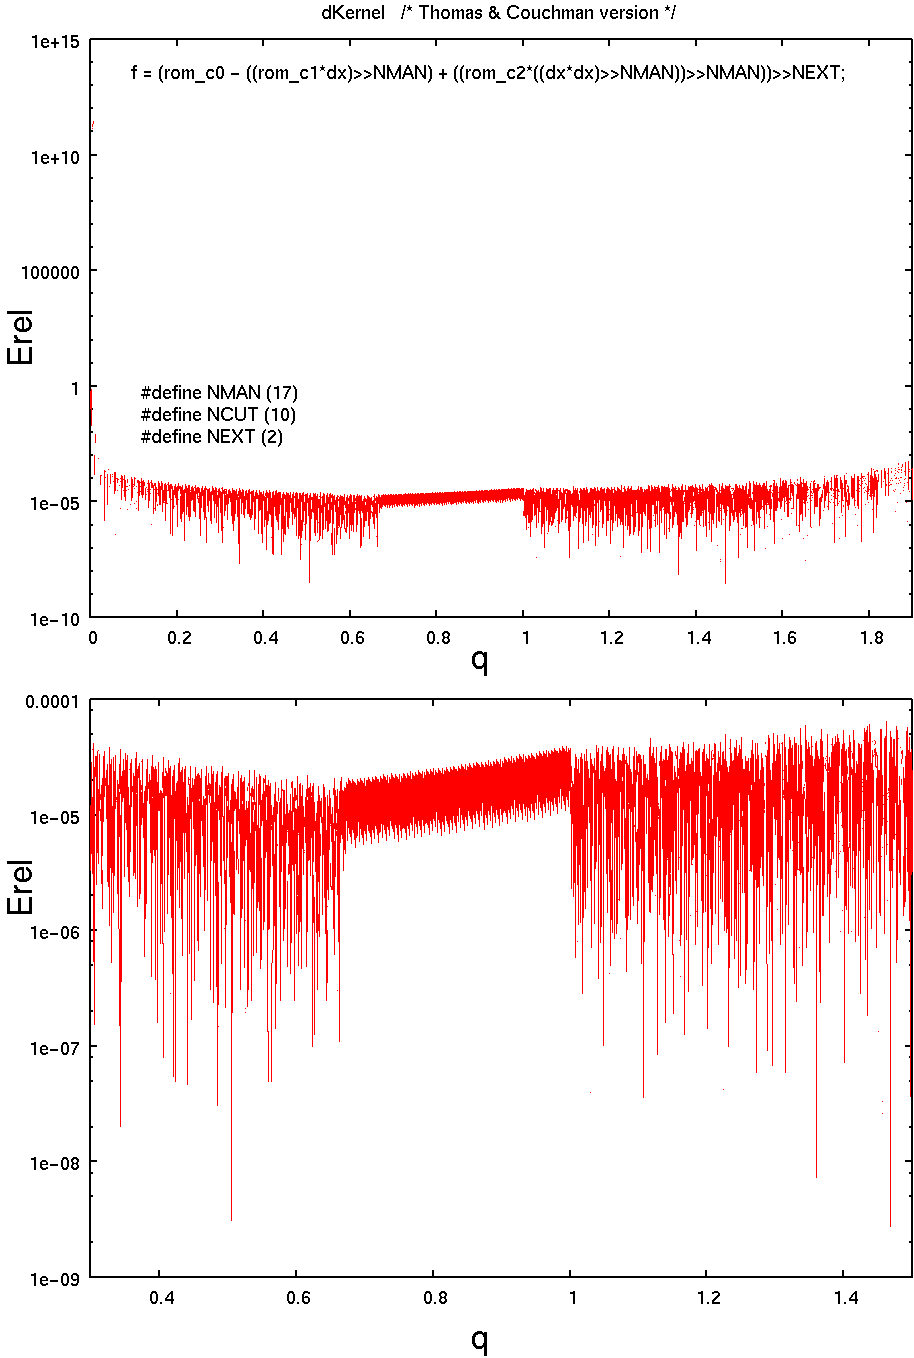 dKernel /* Thomas & Couchman version */
1e+15
f = (rom_c0 − ((rom_c1*dx)>>NMAN) + ((rom_c2*((dx*dx)>>NMAN))>>NMAN))>>NEXT;
1e+10
100000
Erel
1
#define NMAN (17)
#define NCUT (10)
#define NEXT (2)
1e−05
1e−10
0 0.2 0.4 0.6 0.8 1 1.2 1.4 1.6 1.8
q
0.0001
1e−05
Erel
1e−06
1e−07
1e−08
1e−09
0.4 0.6 0.8 1 1.2 1.4
q